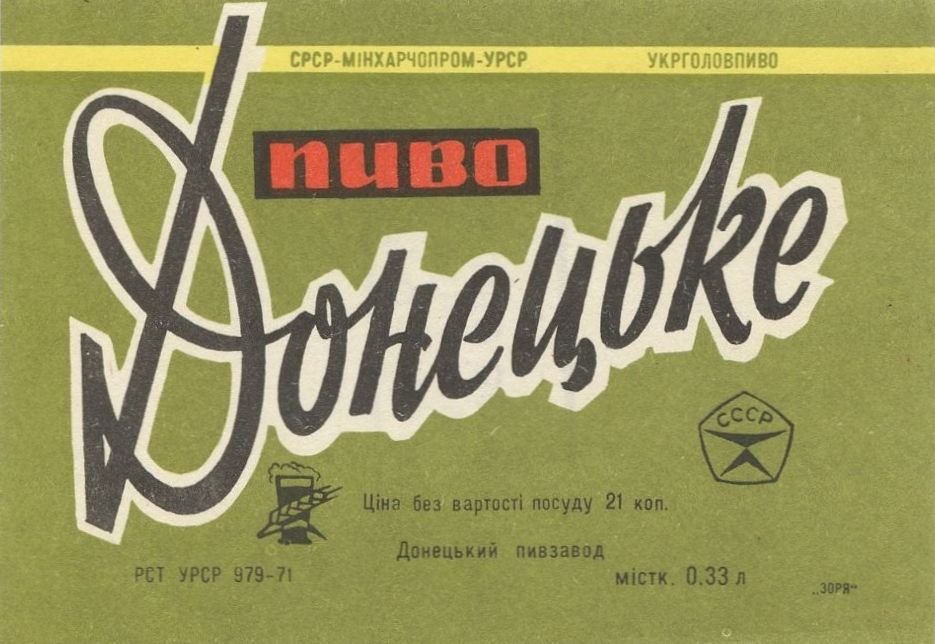 СРСР-МІНХАРЧОПРОМ-УРСР УКРГОЛОВПИВО
пиво
Донецьке
СССР
Ціна без вартості посуду 21 коп.
Донецький пивзавод
РСТ УРСР 979-71
містк. 0,33 л
„ЗОРЯ“